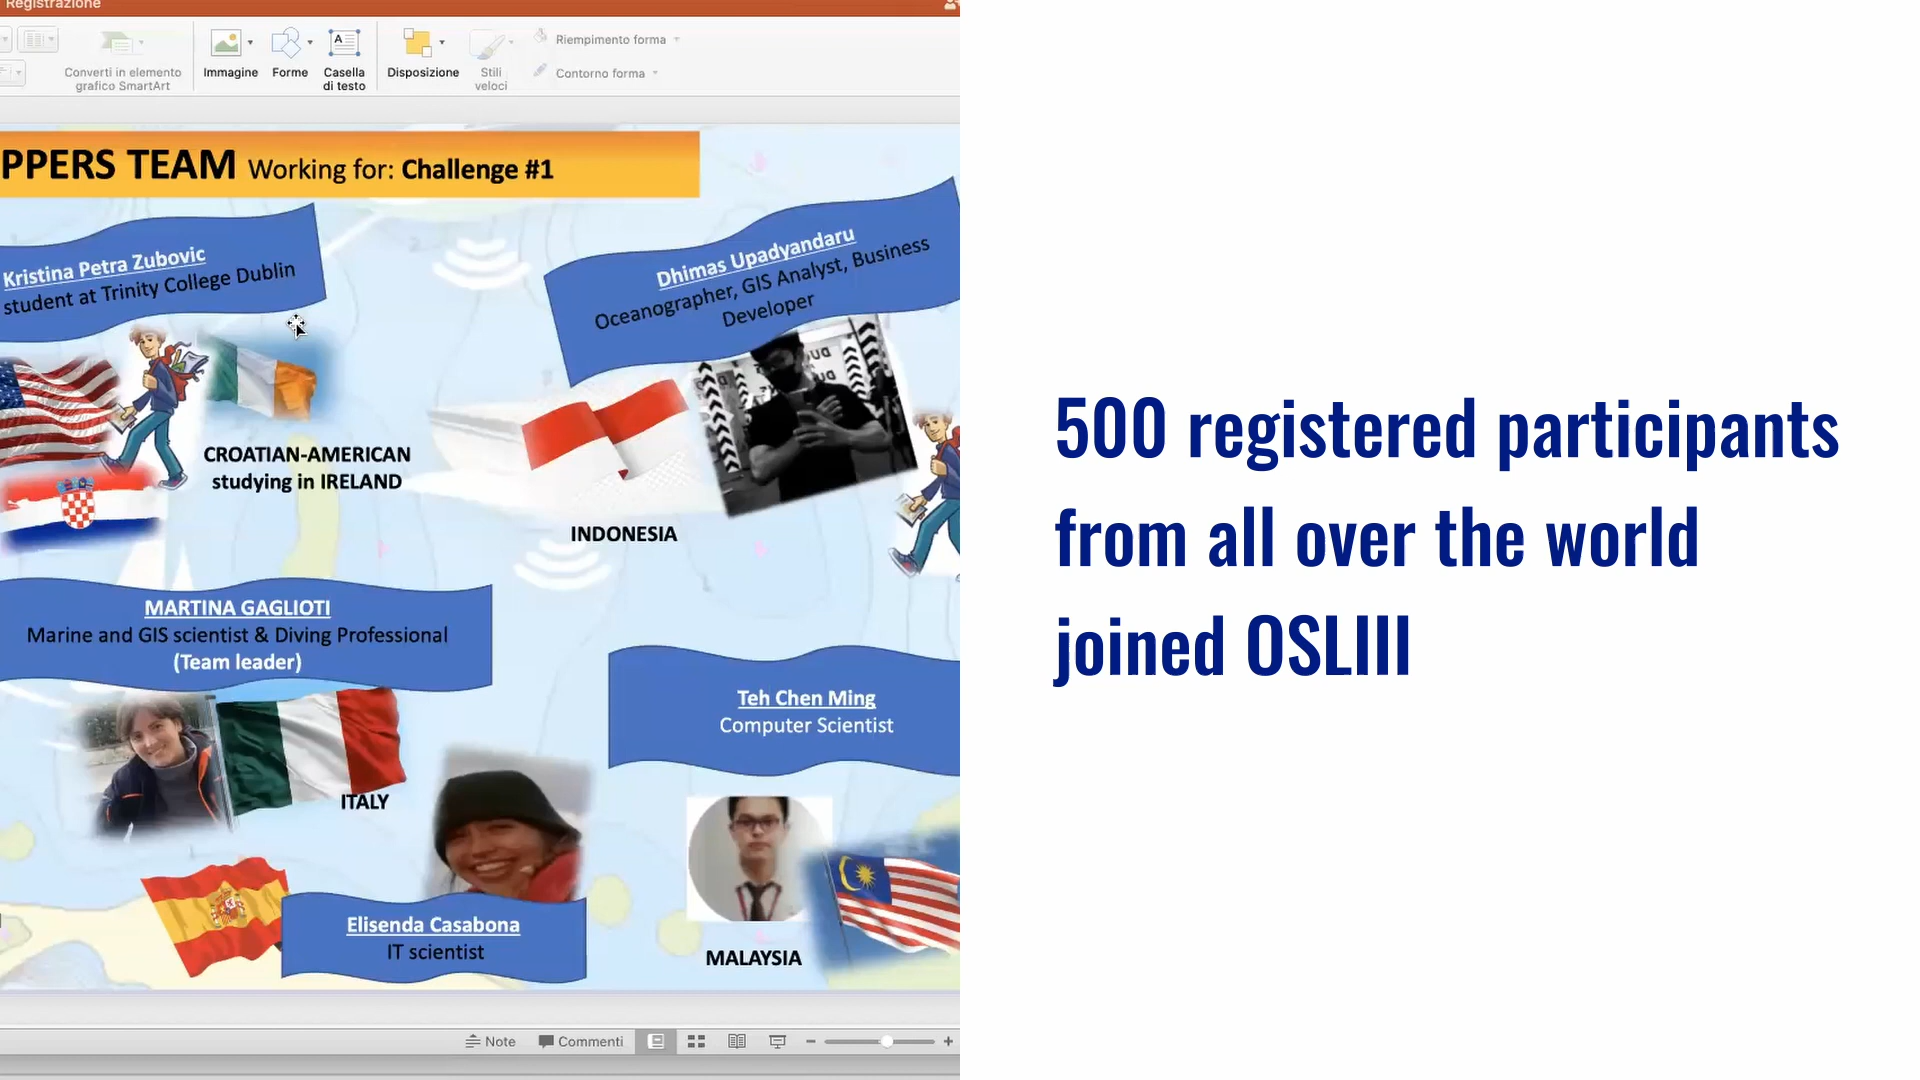 Registrazione
Converti in elemento
grafico SmartArt
Immagine
Forme
Casella
di testo
Disposizione
Stili
veloci
Riempimento forma
Contorno forma
PPERS TEAM Working for: Challenge #1
Kristina Petra Zubovic
student at Trinity College Dublin
Dhimas Upadyandaru
Oceanographer, GIS Analyst, Business
Developer
CROATIAN-AMERICAN
studying in IRELAND
INDONESIA
MARTINA GAGLIOTI
Marine and GIS scientist & Diving Professional
(Team leader)
ITALY
Teh Chen Ming
Computer Scientist
MALAYSIA
Elisenda Casabona
IT scientist
Note
Commenti
500 registered participants
from all over the world
joined OSLIII